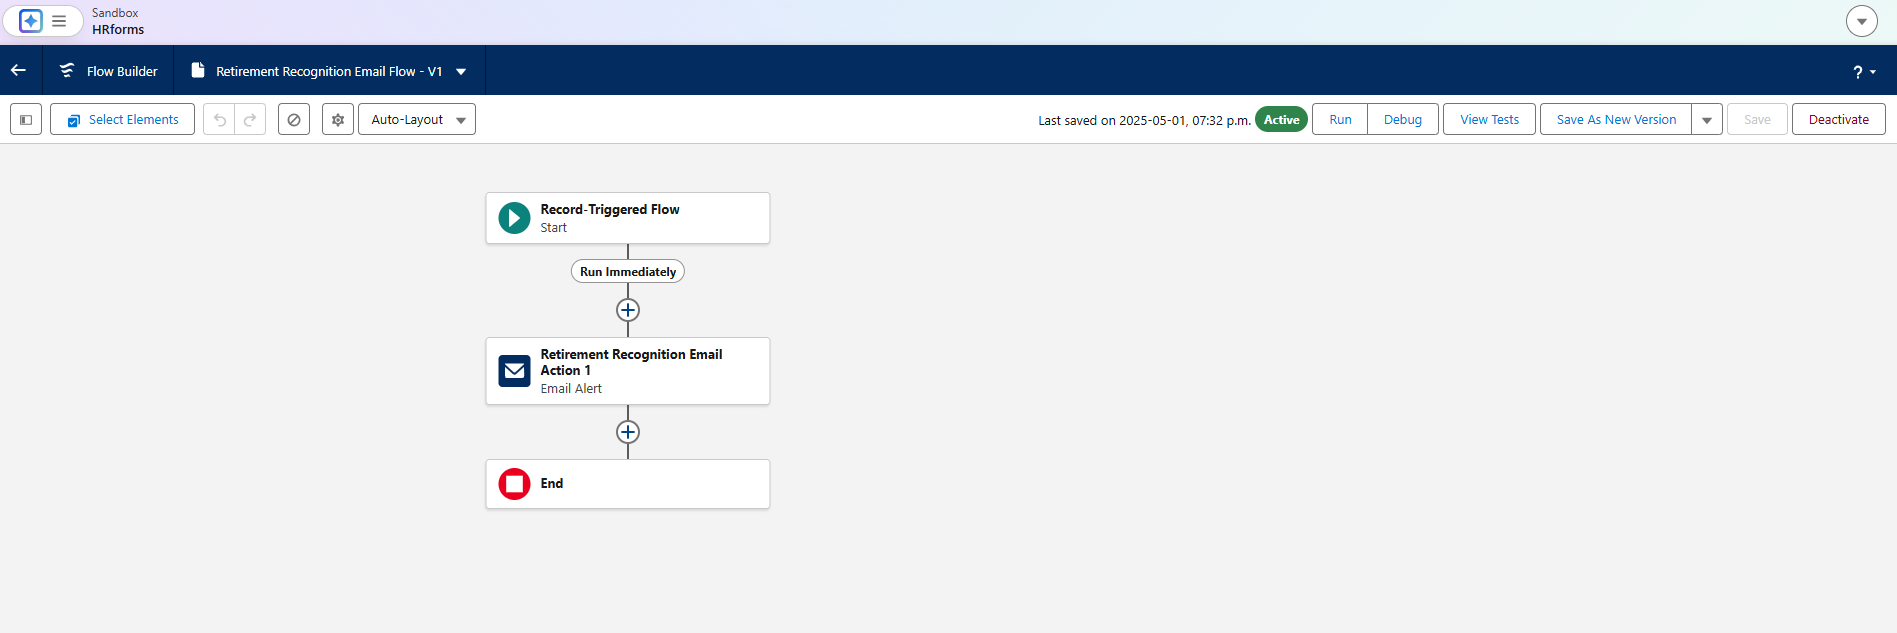 Sandbox
HRforms
Flow Builder
Retirement Recognition Email Flow - V1
?
Select Elements
Auto-Layout
Last saved on 2025-05-01, 07:32 p.m.
Active
Run
Debug
View Tests
Save As New Version
Save
Deactivate
Record-Triggered Flow
Start
Run Immediately
Retirement Recognition Email
Action 1
Email Alert
End